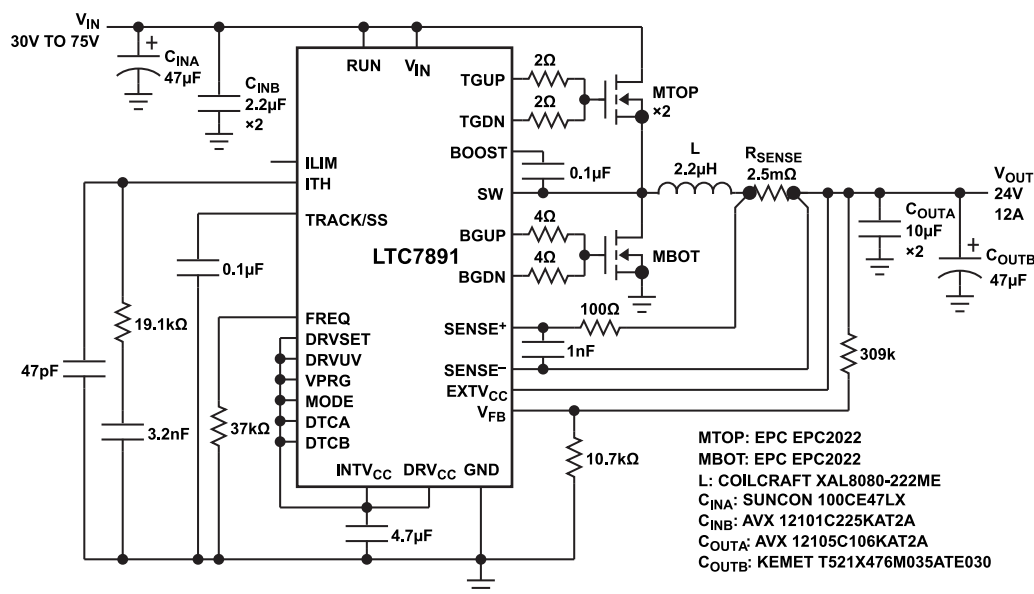 VIN
30V TO 75V
CINA
47µF
CINB
2.2µF
×2
RUN
VIN
TGUP
TGDN
BOOST
SW
BGUP
BGDN
SENSE+
SENSE−
EXTVCC
VFB
ILIM
ITH
TRACK/SS
FREQ
DRVSET
DRVUV
VPRG
MODE
DTCA
DTCB
INTVCC
DRVCC
GND
LTC7891
2Ω
2Ω
MTOP
×2
0.1µF
L
2.2µH
RSENSE
2.5mΩ
VOUT
24V
12A
COUTA
10µF
×2
COUTB
47µF
4Ω
4Ω
MBOT
100Ω
1nF
309k
10.7kΩ
0.1µF
19.1kΩ
47pF
3.2nF
37kΩ
4.7µF
MTOP: EPC EPC2022
MBOT: EPC EPC2022
L: COILCRAFT XAL8080-222ME
CINA: SUNCON 100CE47LX
CINB: AVX 12101C225KAT2A
COUTA: AVX 12105C106KAT2A
COUTB: KEMET T521X476M035ATE030